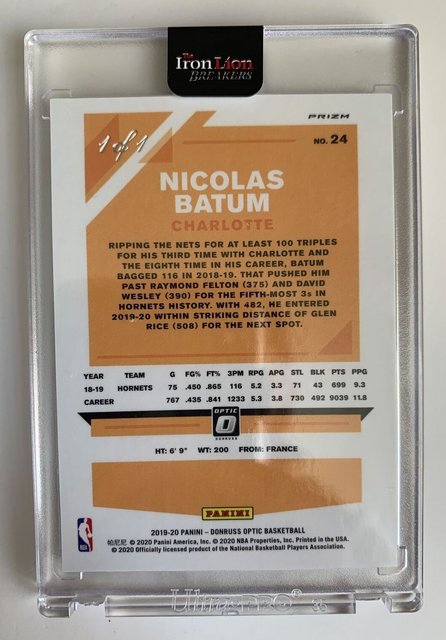 The
Iron Lion
BREAKERS
PRIZM
1 of 1
NO. 24
NICOLAS
BATUM
CHARLOTTE
RIPPING THE NETS FOR AT LEAST 100 TRIPLES
FOR HIS THIRD TIME WITH CHARLOTTE AND
THE EIGHTH TIME IN HIS CAREER, BATUM
BAGGED 116 IN 2018-19. THAT PUSHED HIM
PAST RAYMOND FELTON (375) AND DAVID
WESLEY (390) FOR THE FIFTH-MOST 3s IN
HORNETS HISTORY. WITH 482, HE ENTERED
2019-20 WITHIN STRIKING DISTANCE OF GLEN
RICE (508) FOR THE NEXT SPOT.
YEAR TEAM G FG% FT% 3PM RPG APG STL BLK PTS PPG
18-19 HORNETS 75 .450 .865 116 5.2 3.3 71 43 699 9.3
CAREER 767 .435 .841 1233 5.3 3.8 730 492 9039 11.8
OPTIC
DONRUSS
HT: 6' 9" WT: 200 FROM: FRANCE
PANINI
2019-20 PANINI – DONRUSS OPTIC BASKETBALL
帕尼尼 © 2020 Panini America, Inc. © 2020 NBA Properties, Inc. Printed in the USA.
© 2020 Officially licensed product of the National Basketball Players Association.
NBA